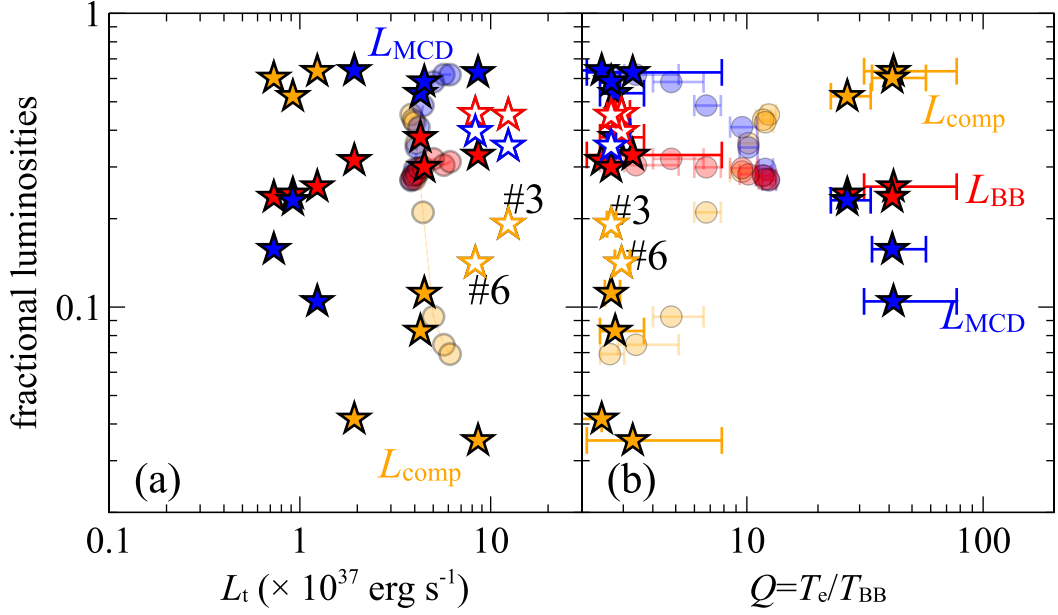 1
0.1
fractional luminosities
L_MCD
#3
#6
L_comp
(a)
0.1
1
10
L_t (× 10^37 erg s^-1)
L_comp
#3
#6
L_BB
L_MCD
(b)
10
100
Q=T_e/T_BB